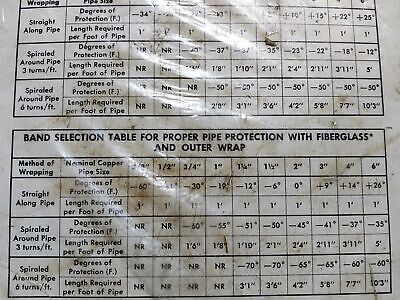 Wrapping Pipe Size
Straight Along Pipe Degrees of Protection (F.) −34° +10° +15° +22° +25°
Length Required per Foot of Pipe 1' 1' 1' 1' 1' 1' 1'
Spiraled Around Pipe 3 turns/ft. Degrees of Protection (F.) NR NR −37° −35° −22° −18° −12°
Length Required per Foot of Pipe NR NR 1'8" 1'10" 2'1" 2'4" 2'11" 3'11" 5'
Spiraled Around Pipe 6 turns/ft. Degrees of Protection (F.) NR NR −50° −50° −50° −50° −50°
Length Required per Foot of Pipe NR NR 2'8" 3'1" 3'6" 4'2" 5'8" 7'7" 10'3"
BAND SELECTION TABLE FOR PROPER PIPE PROTECTION WITH FIBERGLASS*
AND OUTER WRAP
Method of Wrapping Nominal Copper Pipe Size 1/2" 3/4" 1" 1¼" 1½" 2" 3" 4" 6"
Straight Along Pipe Degrees of Protection (F.) −60 −30° −19° −12° −6° 0° +9° +14° +26°
Length Required per Foot of Pipe 1' 1' 1' 1' 1' 1' 1' 1'
Spiraled Around Pipe 3 turns/ft. Degrees of Protection (F.) NR NR −60 −55° −51° −50° −45° −41° −35°
Length Required per Foot of Pipe NR NR 1'6" 1'8" 1'10" 2'1" 2'11" 3'11" 5'
Spiraled Around Pipe 6 turns/ft. Degrees of Protection (F.) NR NR NR −70° −70° −65° −65° −65° −60°
Length Required per Foot of Pipe NR NR NR 3'1" 3'6" 4'2" 5'8" 7'7" 10'3"